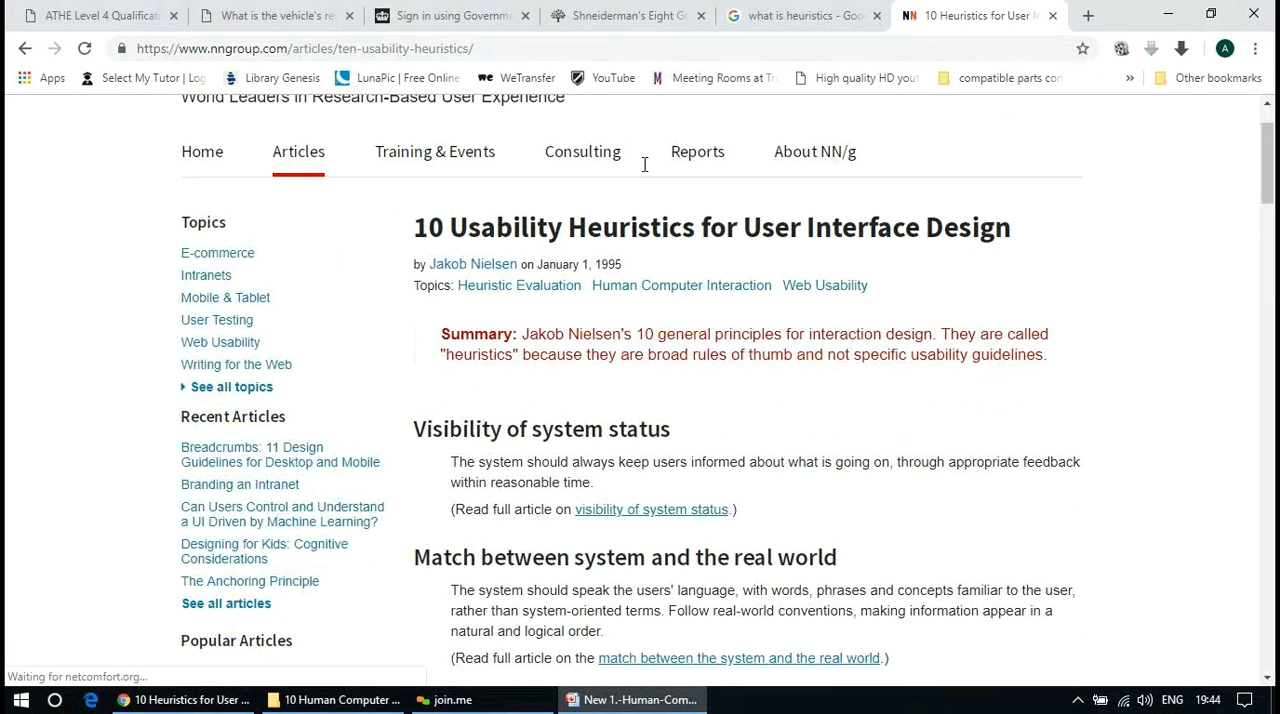 ATHE Level 4 Qualificat
What is the vehicle's re
Sign in using Governme
Shneiderman's Eight Go
what is heuristics - Goo
NN 10 Heuristics for User In
https://www.nngroup.com/articles/ten-usability-heuristics/
A
Apps
Select My Tutor | Log
Library Genesis
LunaPic | Free Online
WeTransfer
YouTube
Meeting Rooms at Tr
High quality HD yout
compatible parts.com
»
Other bookmarks
World Leaders in Research-Based User Experience
Home
Articles
Training & Events
Consulting
Reports
About NN/g
Topics
E-commerce
Intranets
Mobile & Tablet
User Testing
Web Usability
Writing for the Web
See all topics
Recent Articles
Breadcrumbs: 11 Design
Guidelines for Desktop and Mobile
Branding an Intranet
Can Users Control and Understand
a UI Driven by Machine Learning?
Designing for Kids: Cognitive
Considerations
The Anchoring Principle
See all articles
Popular Articles
10 Usability Heuristics for User Interface Design
by Jakob Nielsen on January 1, 1995
Topics: Heuristic Evaluation Human Computer Interaction Web Usability
Summary: Jakob Nielsen's 10 general principles for interaction design. They are called
"heuristics" because they are broad rules of thumb and not specific usability guidelines.
Visibility of system status
The system should always keep users informed about what is going on, through appropriate feedback
within reasonable time.
(Read full article on visibility of system status.)
Match between system and the real world
The system should speak the users' language, with words, phrases and concepts familiar to the user,
rather than system-oriented terms. Follow real-world conventions, making information appear in a
natural and logical order.
(Read full article on the match between the system and the real world.)
Waiting for netcomfort.org...
10 Heuristics for User ...
10 Human Computer ...
join.me
New 1.-Human-Com...
ENG
19:44